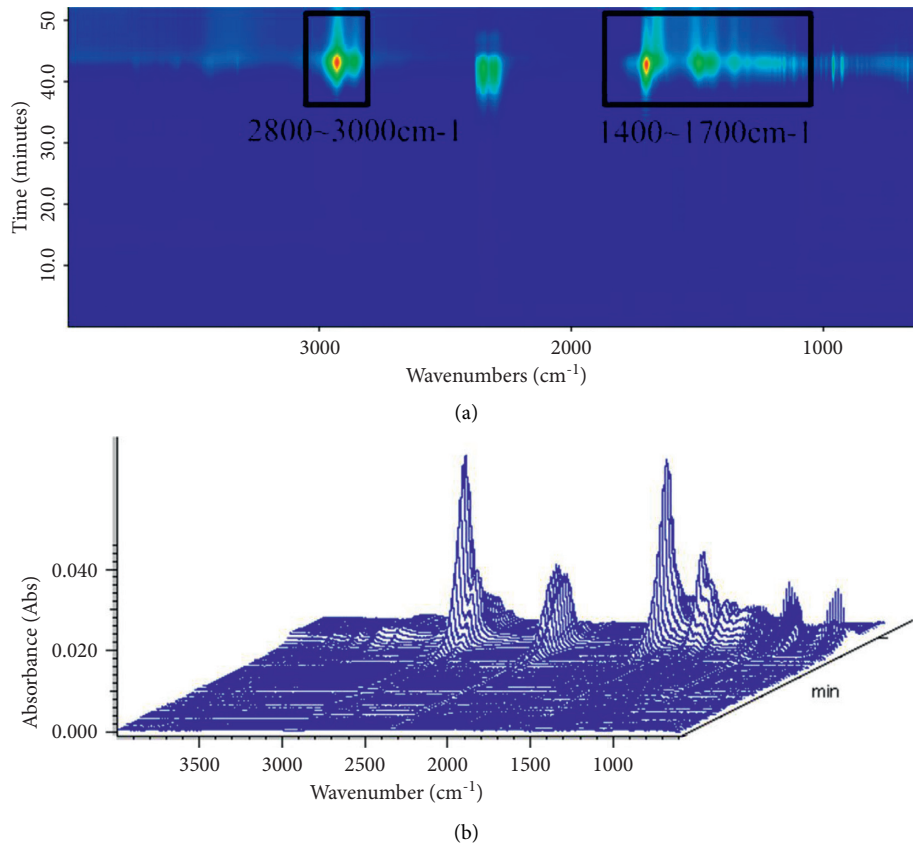 50.0
40.0
30.0
20.0
10.0
Time (minutes)
2800~3000cm-1
1400~1700cm-1
3000
2000
1000
Wavenumbers (cm-1)
(a)
0.040
0.020
0.000
Absorbance (Abs)
min
3500
3000
2500
2000
1500
1000
Wavenumber (cm-1)
(b)